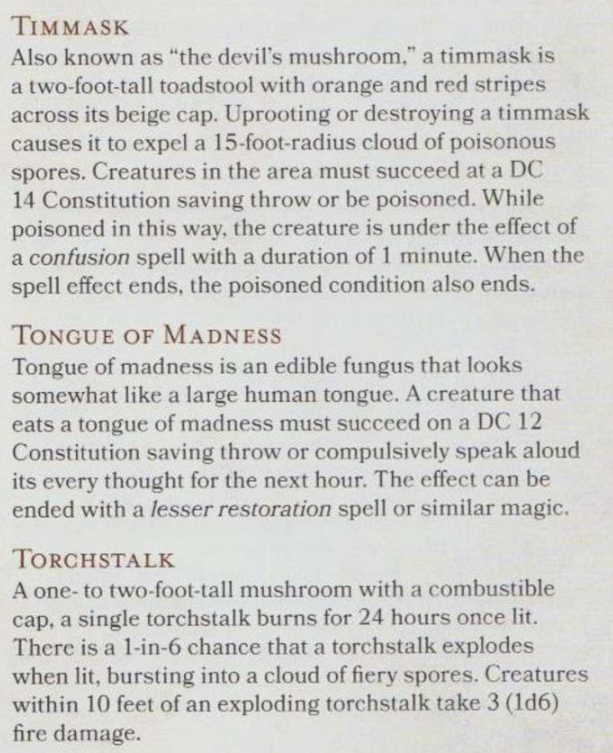 TIMMASK
Also known as “the devil’s mushroom,” a timmask is
a two-foot-tall toadstool with orange and red stripes
across its beige cap. Uprooting or destroying a timmask
causes it to expel a 15-foot-radius cloud of poisonous
spores. Creatures in the area must succeed at a DC
14 Constitution saving throw or be poisoned. While
poisoned in this way, the creature is under the effect of
a confusion spell with a duration of 1 minute. When the
spell effect ends, the poisoned condition also ends.
TONGUE OF MADNESS
Tongue of madness is an edible fungus that looks
somewhat like a large human tongue. A creature that
eats a tongue of madness must succeed on a DC 12
Constitution saving throw or compulsively speak aloud
its every thought for the next hour. The effect can be
ended with a lesser restoration spell or similar magic.
TORCHSTALK
A one- to two-foot-tall mushroom with a combustible
cap, a single torchstalk burns for 24 hours once lit.
There is a 1-in-6 chance that a torchstalk explodes
when lit, bursting into a cloud of fiery spores. Creatures
within 10 feet of an exploding torchstalk take 3 (1d6)
fire damage.